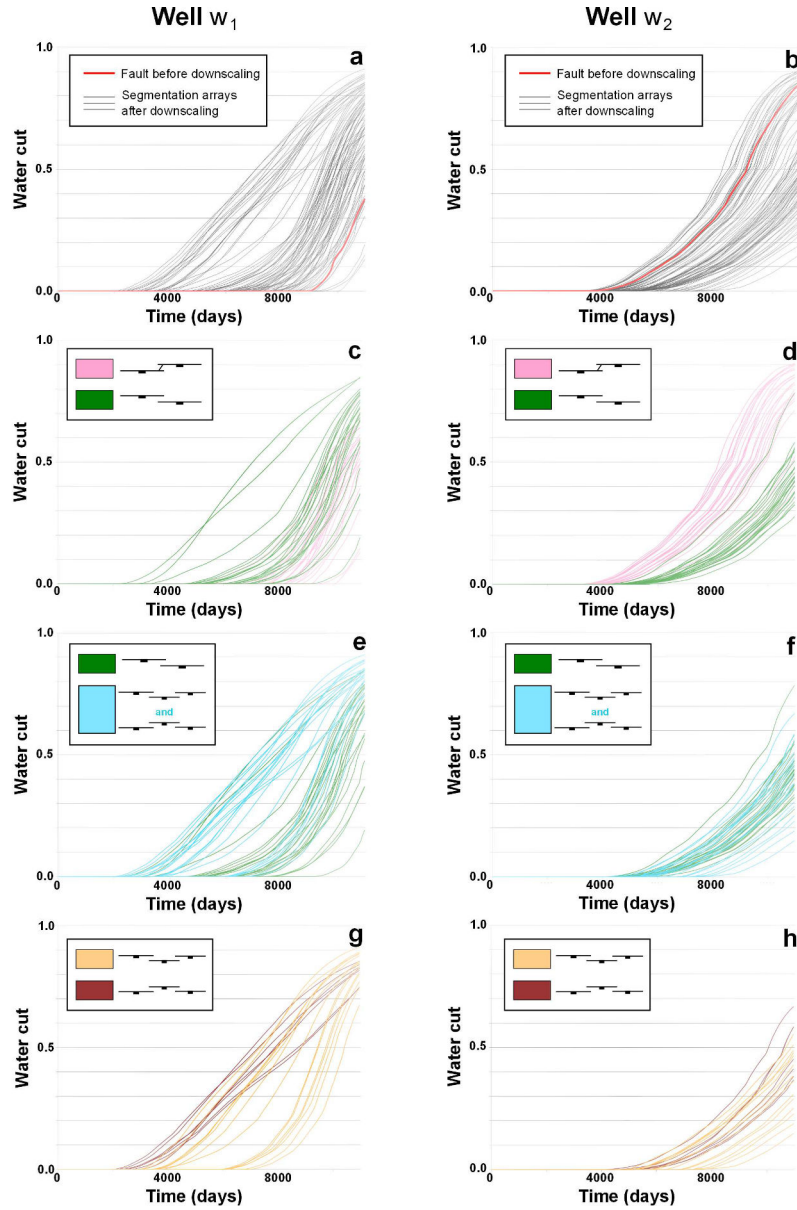 Well w₁
Well w₂
a
Fault before downscaling
Segmentation arrays
after downscaling
Water cut
1.0
0.5
0.0
0
4000
8000
Time (days)
b
Fault before downscaling
Segmentation arrays
after downscaling
Water cut
1.0
0.5
0.0
0
4000
8000
Time (days)
c
Water cut
1.0
0.5
0.0
0
4000
8000
Time (days)
d
Water cut
1.0
0.5
0.0
0
4000
8000
Time (days)
e
and
Water cut
1.0
0.5
0.0
0
4000
8000
Time (days)
f
and
Water cut
1.0
0.5
0.0
0
4000
8000
Time (days)
g
Water cut
1.0
0.5
0.0
0
4000
8000
Time (days)
h
Water cut
1.0
0.5
0.0
0
4000
8000
Time (days)